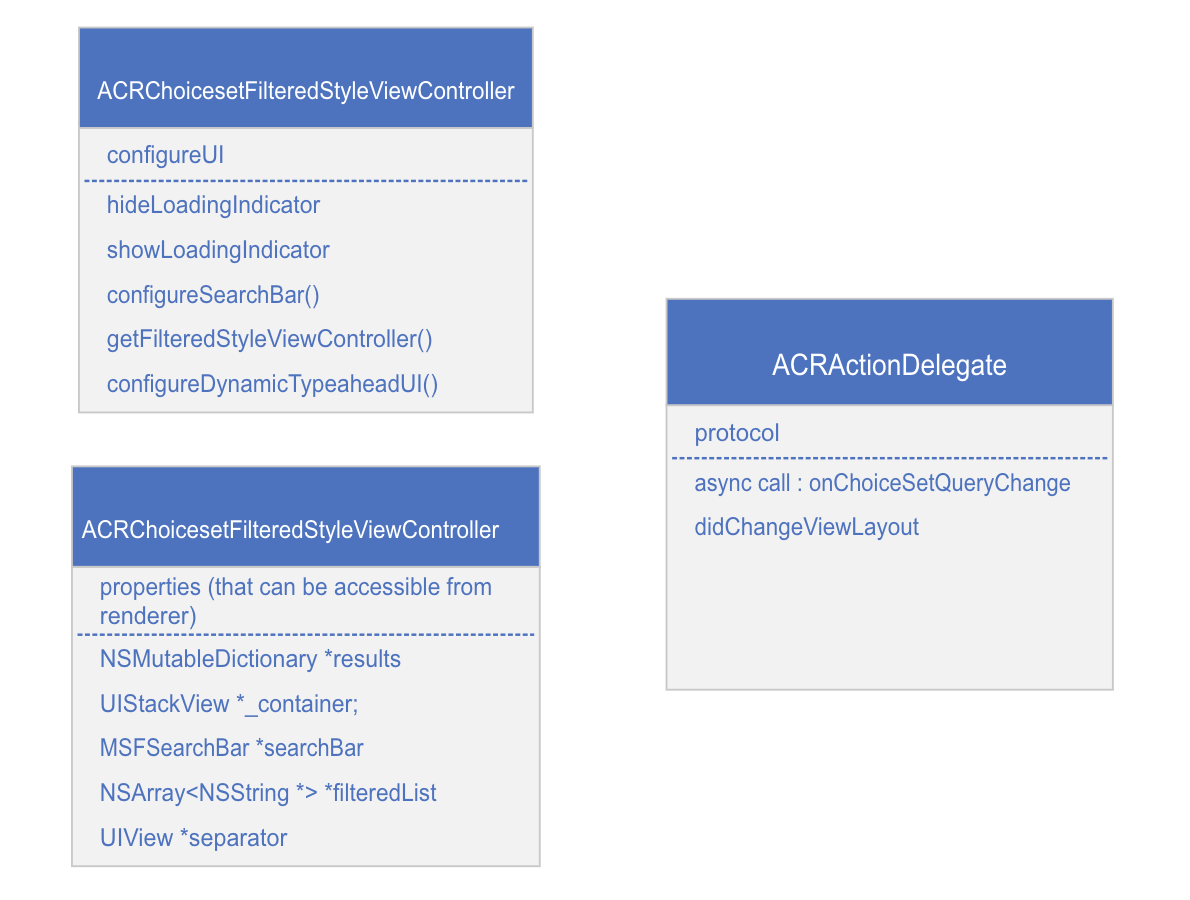 ACRChoicesetFilteredStyleViewController
configureUI
hideLoadingIndicator
showLoadingIndicator
configureSearchBar()
getFilteredStyleViewController()
configureDynamicTypeaheadUI()
ACRChoicesetFilteredStyleViewController
properties (that can be accessible from
renderer)
NSMutableDictionary *results
UIStackView *_container;
MSFSearchBar *searchBar
NSArray<NSString *> *filteredList
UIView *separator
ACRActionDelegate
protocol
async call : onChoiceSetQueryChange
didChangeViewLayout